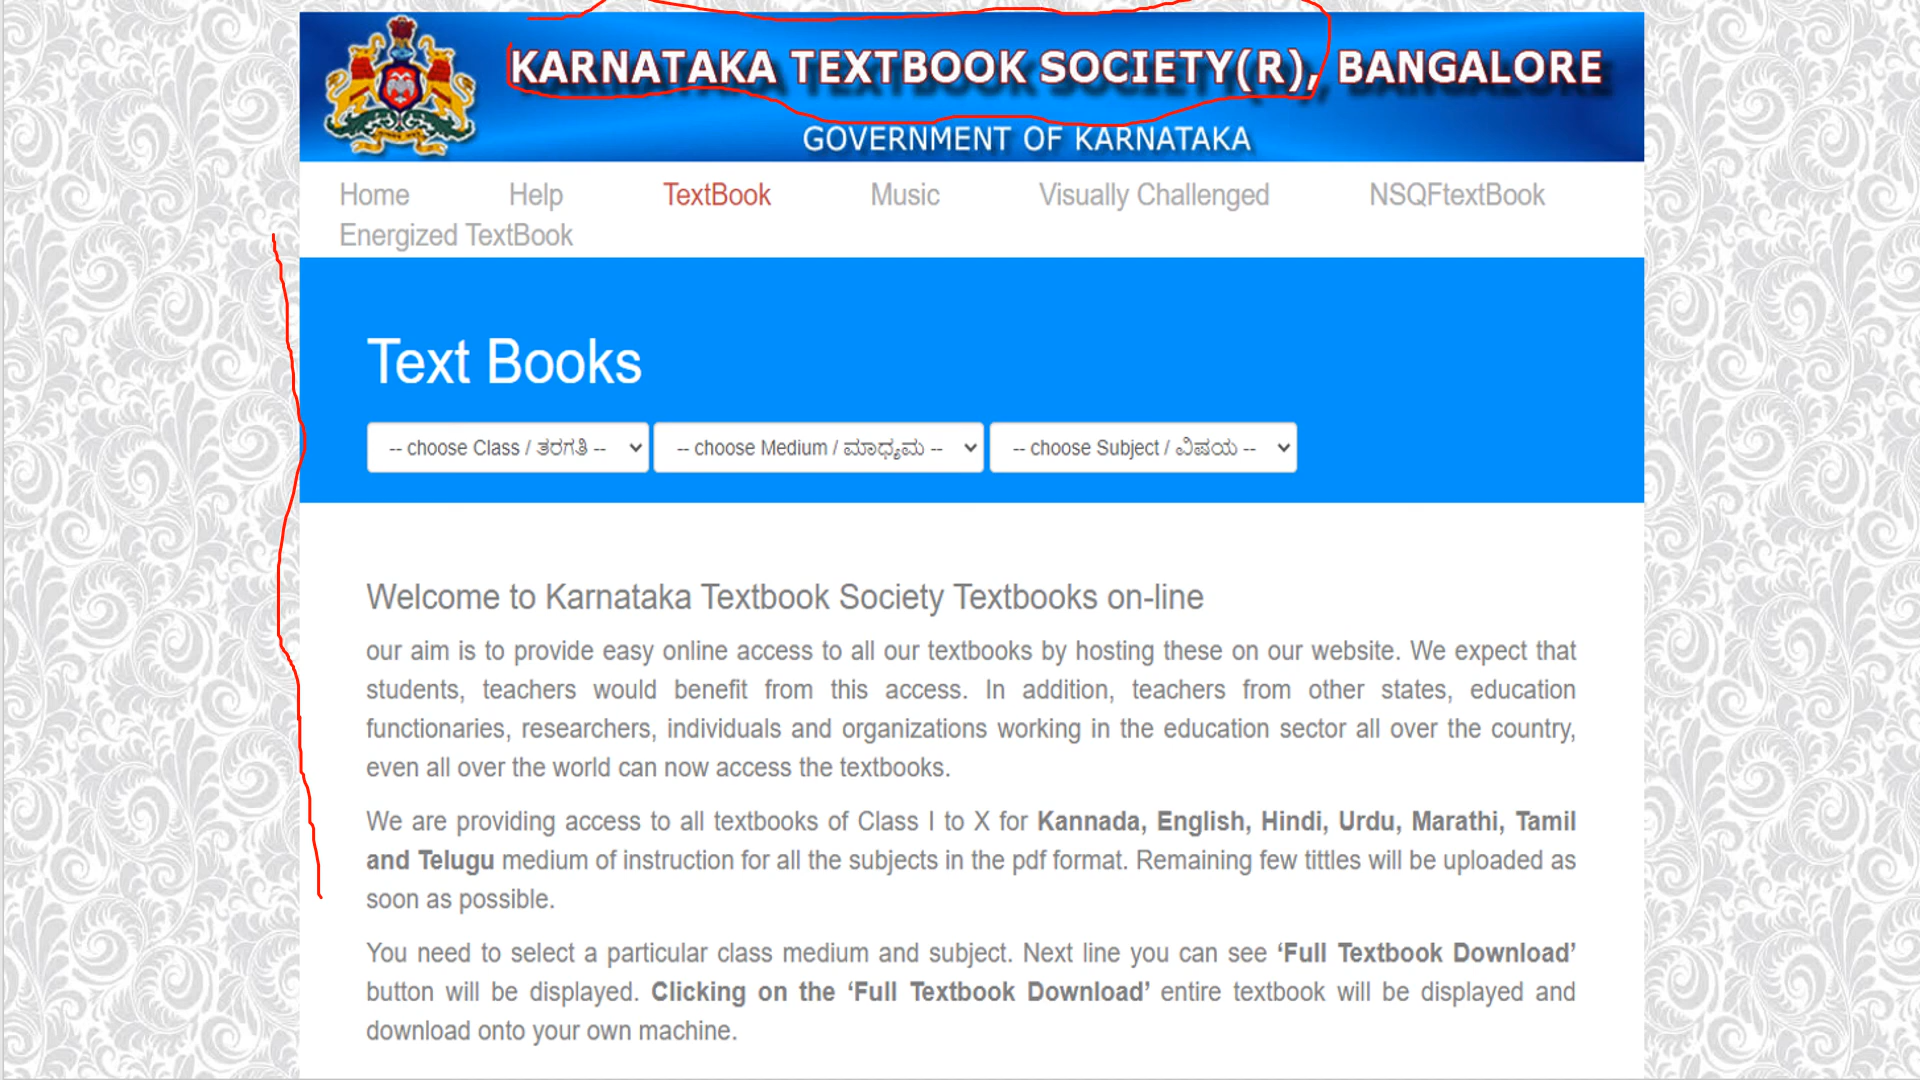 KARNATAKA TEXTBOOK SOCIETY(R), BANGALORE
GOVERNMENT OF KARNATAKA
Home Help TextBook Music Visually Challenged NSQFtextBook
Energized TextBook
Text Books
-- choose Class / ತರಗತಿ -- -- choose Medium / ಮಾಧ್ಯಮ -- -- choose Subject / ವಿಷಯ --
Welcome to Karnataka Textbook Society Textbooks on-line
our aim is to provide easy online access to all our textbooks by hosting these on our website. We expect that
students, teachers would benefit from this access. In addition, teachers from other states, education
functionaries, researchers, individuals and organizations working in the education sector all over the country,
even all over the world can now access the textbooks.
We are providing access to all textbooks of Class I to X for Kannada, English, Hindi, Urdu, Marathi, Tamil
and Telugu medium of instruction for all the subjects in the pdf format. Remaining few tittles will be uploaded as
soon as possible.
You need to select a particular class medium and subject. Next line you can see ‘Full Textbook Download’
button will be displayed. Clicking on the ‘Full Textbook Download’ entire textbook will be displayed and
download onto your own machine.